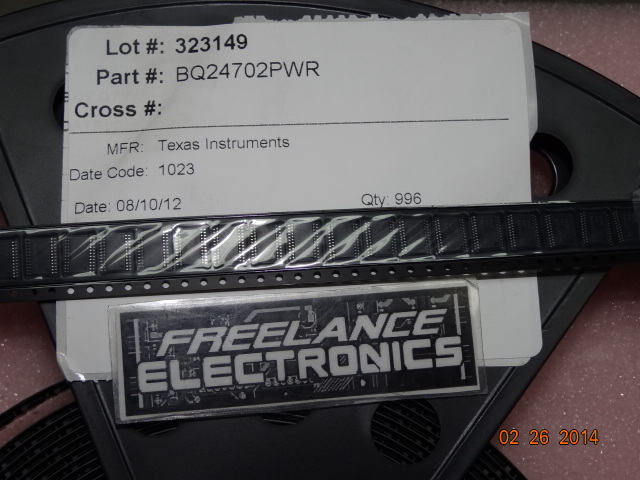 Lot #: 323149
Part #: BQ24702PWR
Cross #:
MFR: Texas Instruments
Date Code: 1023
Date: 08/10/12 Qty: 996
FREELANCE
ELECTRONICS
02 26 2014